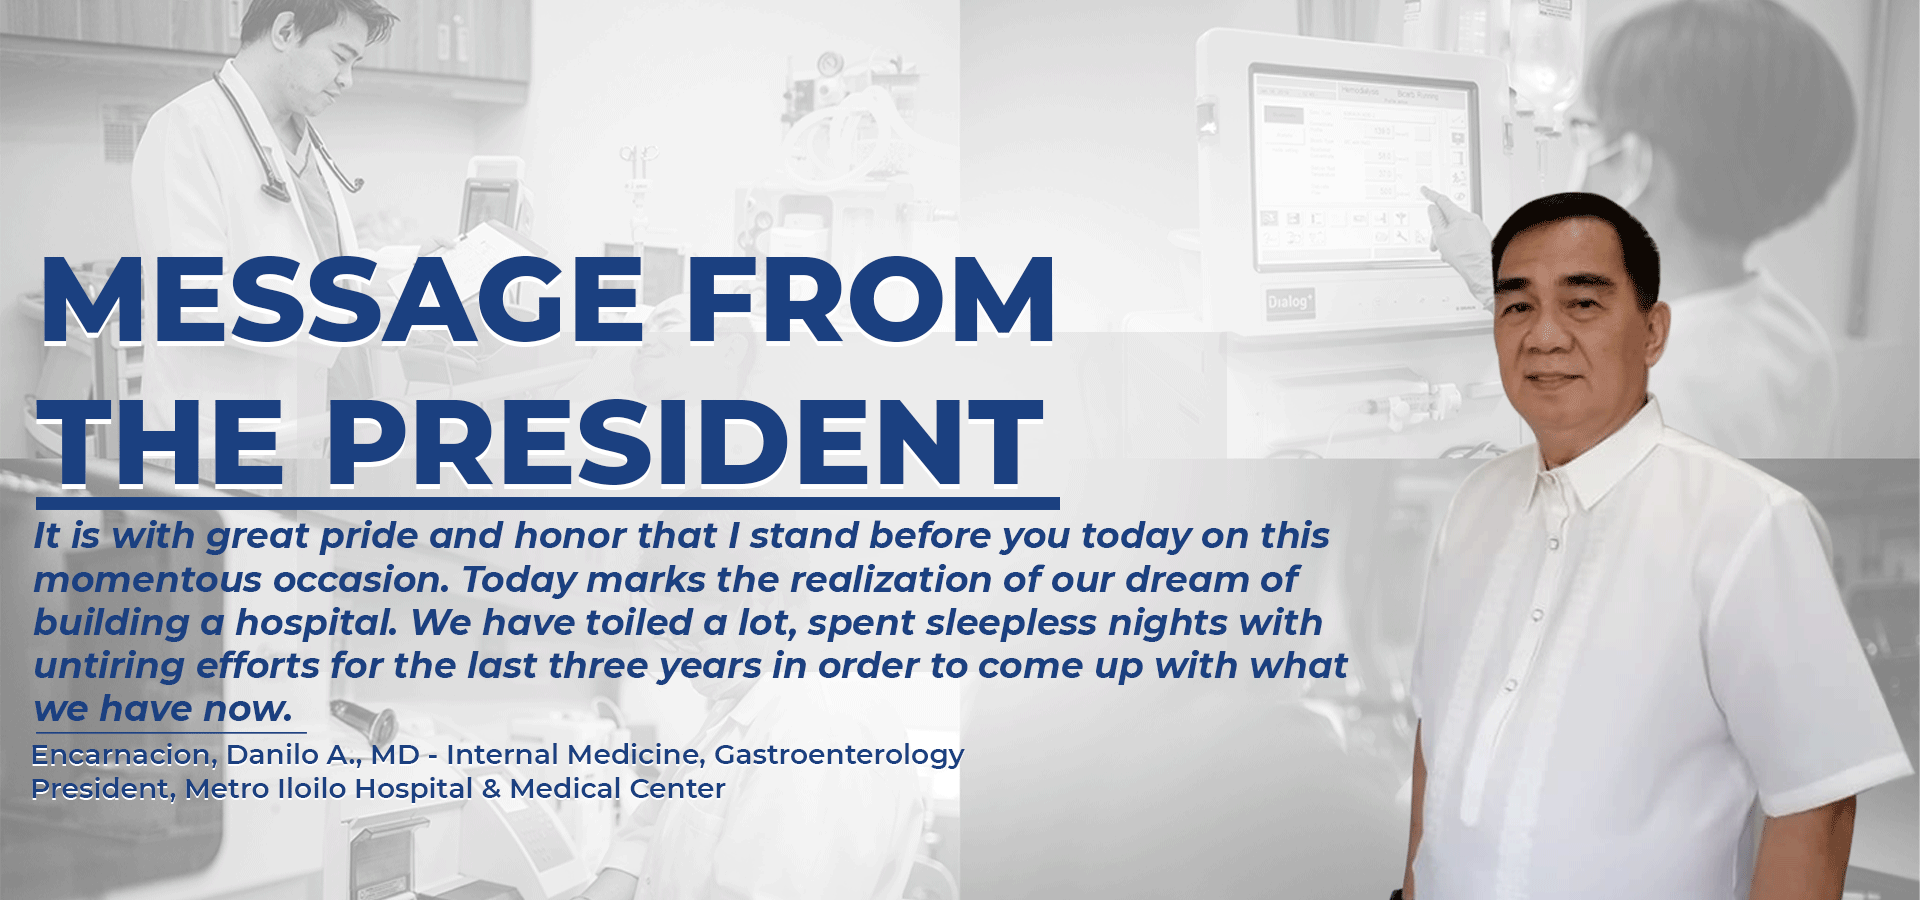 MESSAGE FROM
THE PRESIDENT
It is with great pride and honor that I stand before you today on this
momentous occasion. Today marks the realization of our dream of
building a hospital. We have toiled a lot, spent sleepless nights with
untiring efforts for the last three years in order to come up with what
we have now.
Encarnacion, Danilo A., MD - Internal Medicine, Gastroenterology
President, Metro Iloilo Hospital & Medical Center
Hemodialysis
Bicarb Running
Dialog+